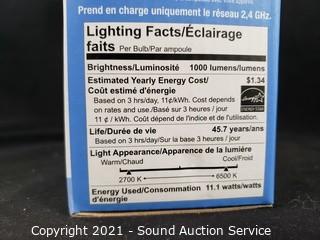 Prend en charge uniquement le réseau 2,4 GHz.
Lighting Facts/Éclairage
faits Per Bulb/Par ampoule
Brightness/Luminosité 1000 lumens/lumens
Estimated Yearly Energy Cost/ $1.34
Coût estimé d'énergie
Based on 3 hrs/day, 11¢/kWh. Cost depends
on rates and use./Basé sur 3 heures / jour
11 ¢ / kWh. Coût dépend de l'indice et de l'utilisation.
Life/Durée de vie 45.7 years/ans
Based on 3 hrs/day/Sur la base 3 heures / jour
Light Appearance/Apparence de la lumière
Warm/Chaud Cool/Froid
2700 K 6500 K
Energy Used/Consommation 11.1 watts/watts
d'énergie
Copyright 2021 - Sound Auction Service